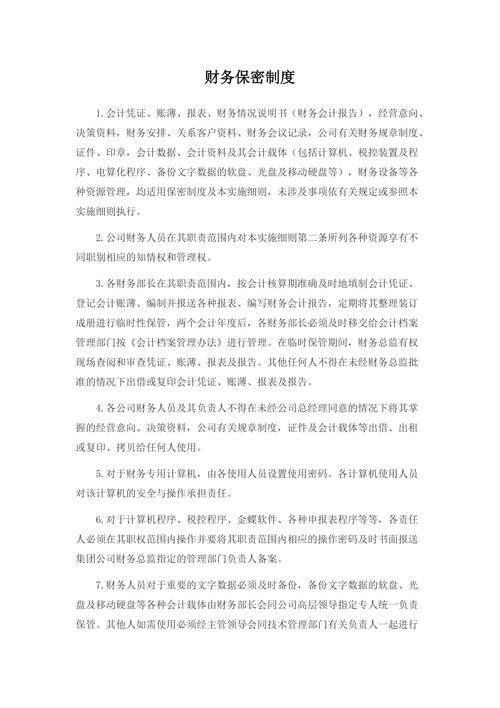 财务保密制度
1.会计凭证、账薄、报表、财务情况说明书（财务会计报告），经营意向、
决策资料，财务安排、关系客户资料、财务会议记录，公司有关财务规章制度、
证件、印章，会计数据、会计资料及其会计载体（包括计算机、税控装置及程
序、电算化程序、备份文字数据的软盘、光盘及移动硬盘等），财务设备等各
种资源管理，均适用保密制度及本实施细则，未涉及事项依有关规定或参照本
实施细则执行。
2.公司财务人员在其职责范围内对本实施细则第二条所列各种资源享有不
同职别相应的知情权和管理权。
3.各财务部长在其职责范围内，按会计核算期准确及时地填制会计凭证、
登记会计账薄、编制并报送各种报表、编写财务会计报告，定期将其整理装订
成册进行临时性保管，两个会计年度后，各财务部长必须及时移交给会计档案
管理部门按《会计档案管理办法》进行管理。在临时保管期间，财务总监有权
现场查阅和审查凭证、账薄、报表及报告。其他任何人不得在未经财务总监批
准的情况下出借或复印会计凭证、账薄、报表及报告。
4.各公司财务人员及其负责人不得在未经公司总经理同意的情况下将其掌
握的经营意向、决策资料，公司有关规章制度，证件及会计载体等出借、出租
或复印、拷贝给任何人使用。
5.对于财务专用计算机，由各使用人员设置使用密码。各计算机使用人员
对该计算机的安全与操作承担责任。
6.对于计算机程序、税控程序、金蝶软件、各种申报表程序等等，各责任
人必须在其职权范围内操作并要将其职责范围内相应的操作密码及时书面报送
集团公司财务总监指定的管理部门负责人备案。
7.财务人员对于重要的文字数据必须及时备份，备份文字数据的软盘、光
盘及移动硬盘等各种会计载体由财务部长会同公司高层领导指定专人统一负责
保管。其他人如需使用必须经主管领导会同技术管理部门有关负责人一起进行